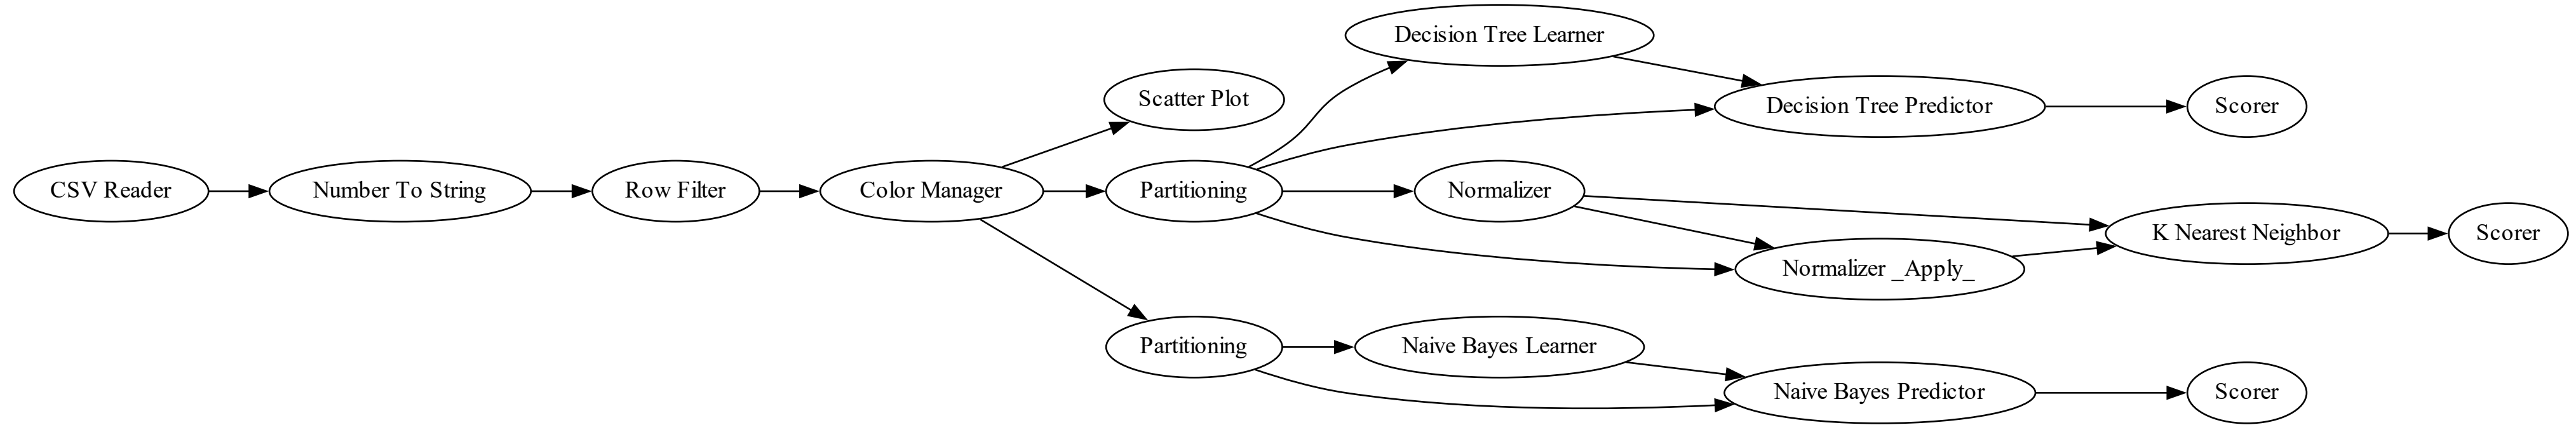 CSV Reader
Number To String
Row Filter
Color Manager
Scatter Plot
Partitioning
Decision Tree Learner
Decision Tree Predictor
Scorer
Normalizer
Normalizer _Apply_
K Nearest Neighbor
Scorer
Partitioning
Naive Bayes Learner
Naive Bayes Predictor
Scorer